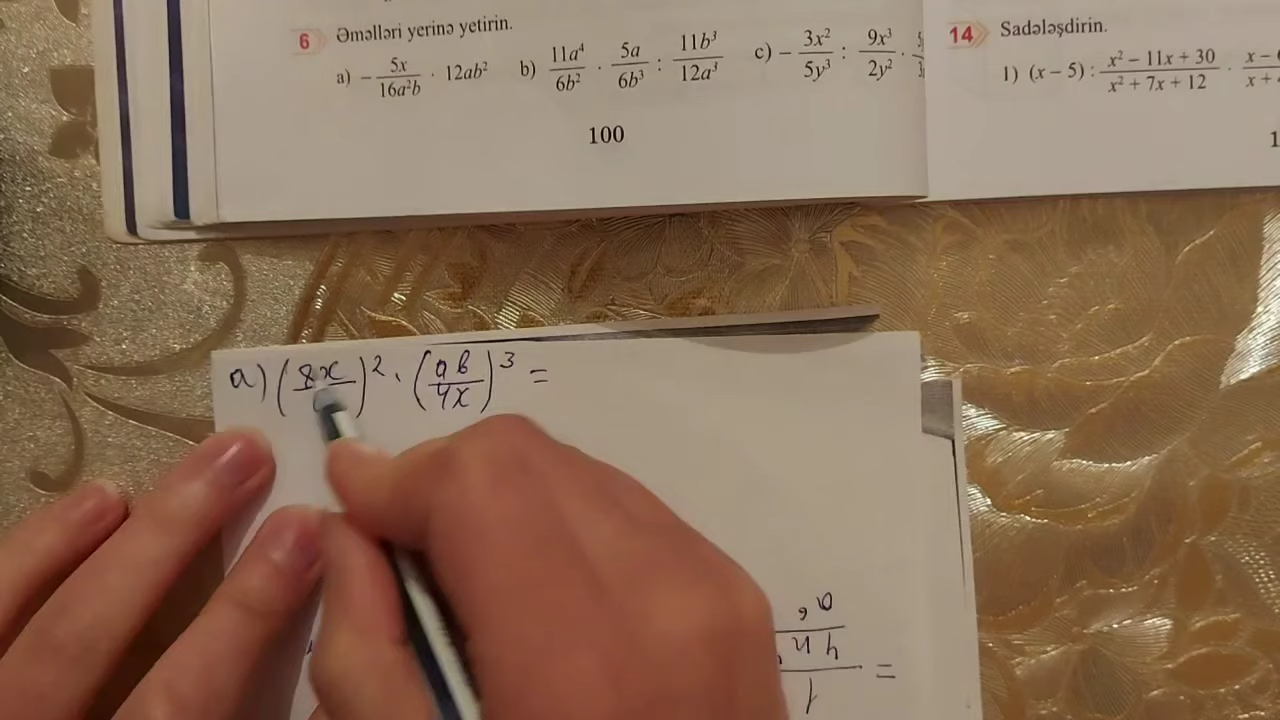 6 Əməlləri yerinə yetirin.
a) − 5x/16a²b · 12ab² b) 11a⁴/6b² · 5a/6b³ : 11b³/12a³ c) − 3x²/5y³ : 9x³/2y² ·
100
14 Sadələşdirin.
1) (x − 5) : x² − 11x + 30/x² + 7x + 12 ·
a) (8x/ )² · (ab/4x)³ =